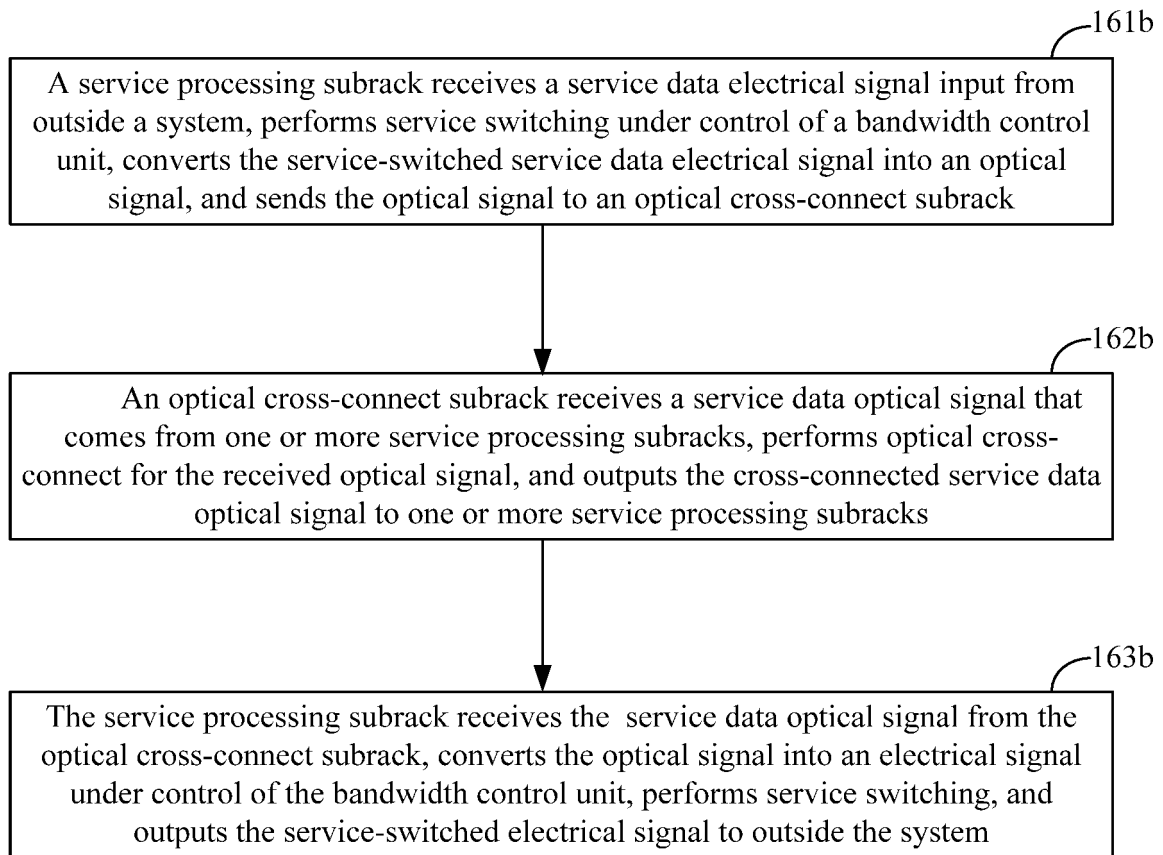 161b
A service processing subrack receives a service data electrical signal input from
outside a system, performs service switching under control of a bandwidth control
unit, converts the service-switched service data electrical signal into an optical
signal, and sends the optical signal to an optical cross-connect subrack
162b
An optical cross-connect subrack receives a service data optical signal that
comes from one or more service processing subracks, performs optical cross-
connect for the received optical signal, and outputs the cross-connected service data
optical signal to one or more service processing subracks
163b
The service processing subrack receives the service data optical signal from the
optical cross-connect subrack, converts the optical signal into an electrical signal
under control of the bandwidth control unit, performs service switching, and
outputs the service-switched electrical signal to outside the system